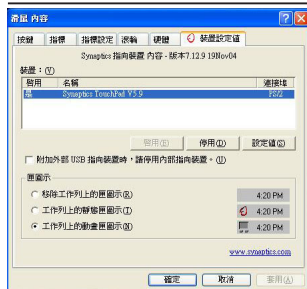 滑鼠 內容
按鍵 指標 指標設定 滾輪 硬體 裝置設定值
Synaptics 指向裝置 內容 - 版本7.12.9 19Nov04
裝置：(V)
啟用 名稱 連接埠
是 Synaptics TouchPad V5.9 PS/2
啓用(E) 停用(D) 設定值(S)
附加外部 USB 指向裝置時，請停用內部指向裝置。(U)
匣圖示
移除工作列上的匣圖示(R) 4:20 PM
工作列上的靜態匣圖示(T) 4:20 PM
工作列上的動畫匣圖示(N) 4:20 PM
www.synaptics.com
確定 取消 套用(A)